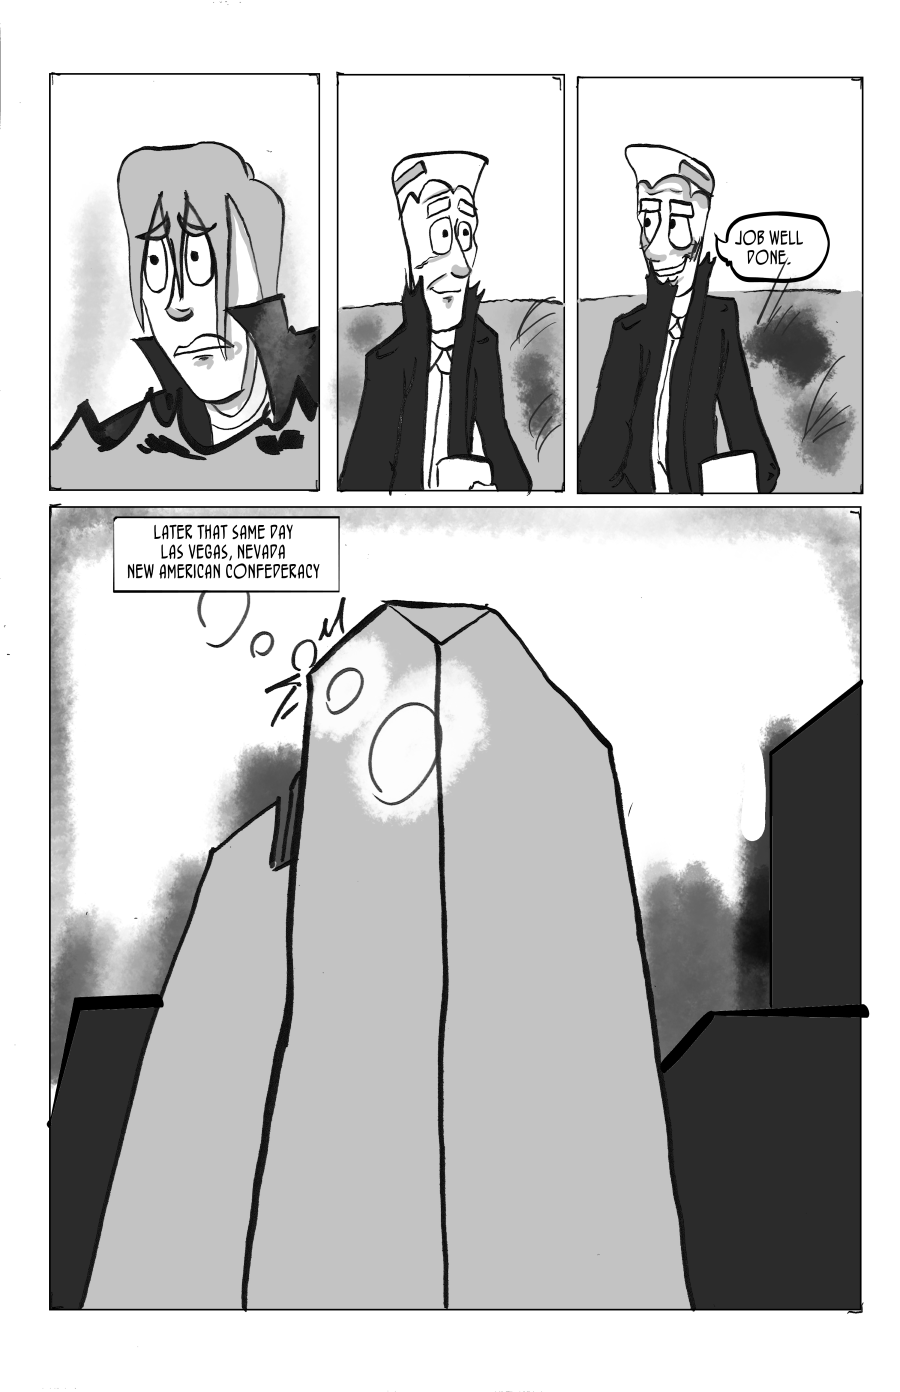 JOB WELL
DONE.
LATER THAT SAME DAY
LAS VEGAS, NEVADA
NEW AMERICAN CONFEDERACY